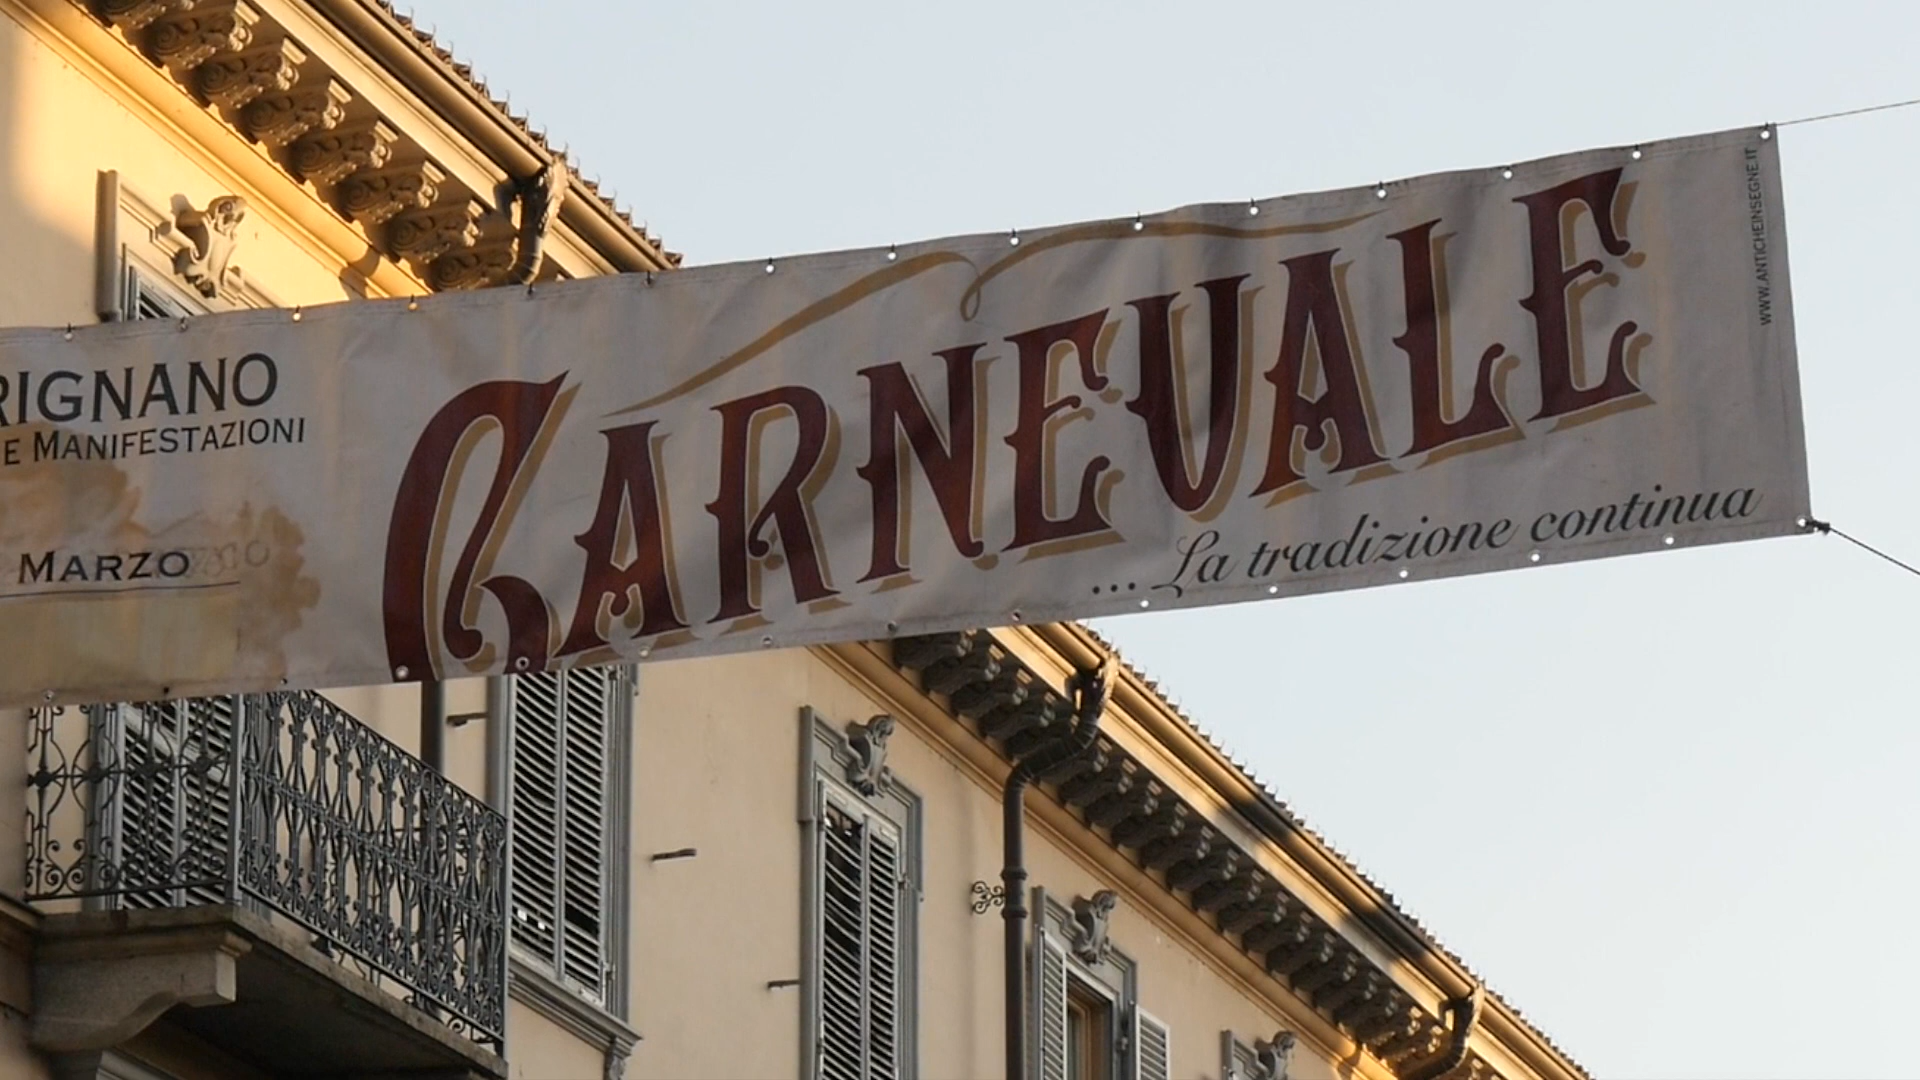 RIGNANO
E MANIFESTAZIONI
MARZO
CARNEVALE
... La tradizione continua
WWW.ANTICHEINSEGNE.IT